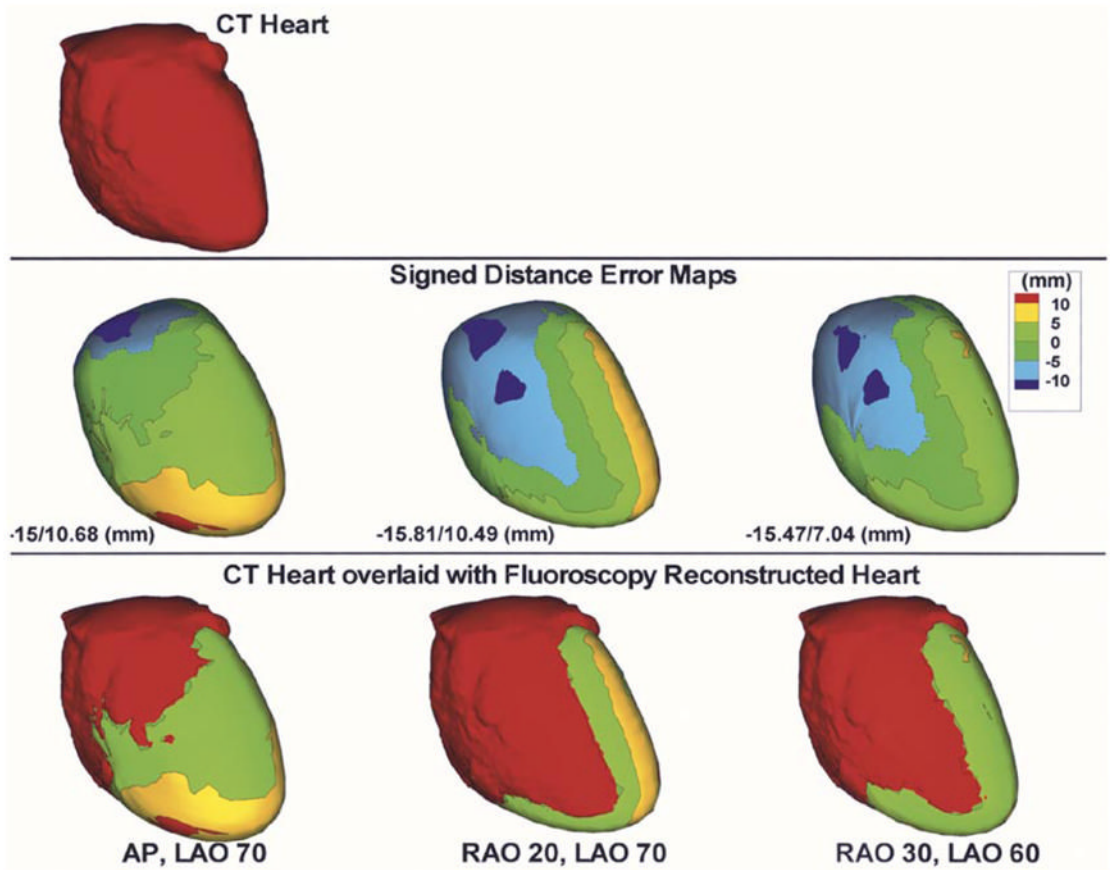 CT Heart
Signed Distance Error Maps
(mm)
10
5
0
-5
-10
-15/10.68 (mm)
-15.81/10.49 (mm)
-15.47/7.04 (mm)
CT Heart overlaid with Fluoroscopy Reconstructed Heart
AP, LAO 70
RAO 20, LAO 70
RAO 30, LAO 60